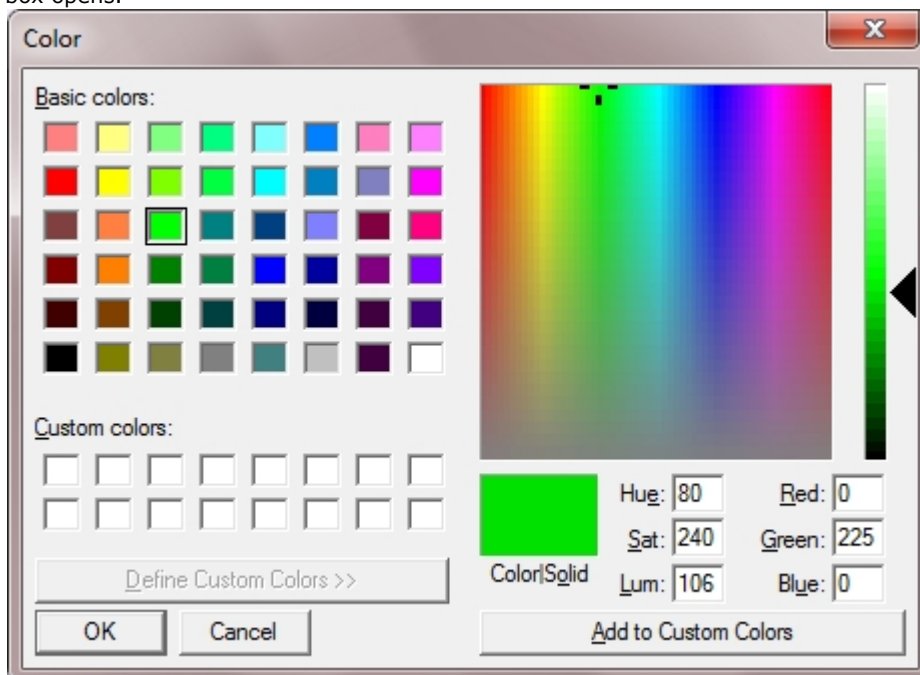 box opens.
Color
X
Basic colors:
Custom colors:
Define Custom Colors >>
OK
Cancel
Color|Solid
Hue: 80
Sat: 240
Lum: 106
Red: 0
Green: 225
Blue: 0
Add to Custom Colors